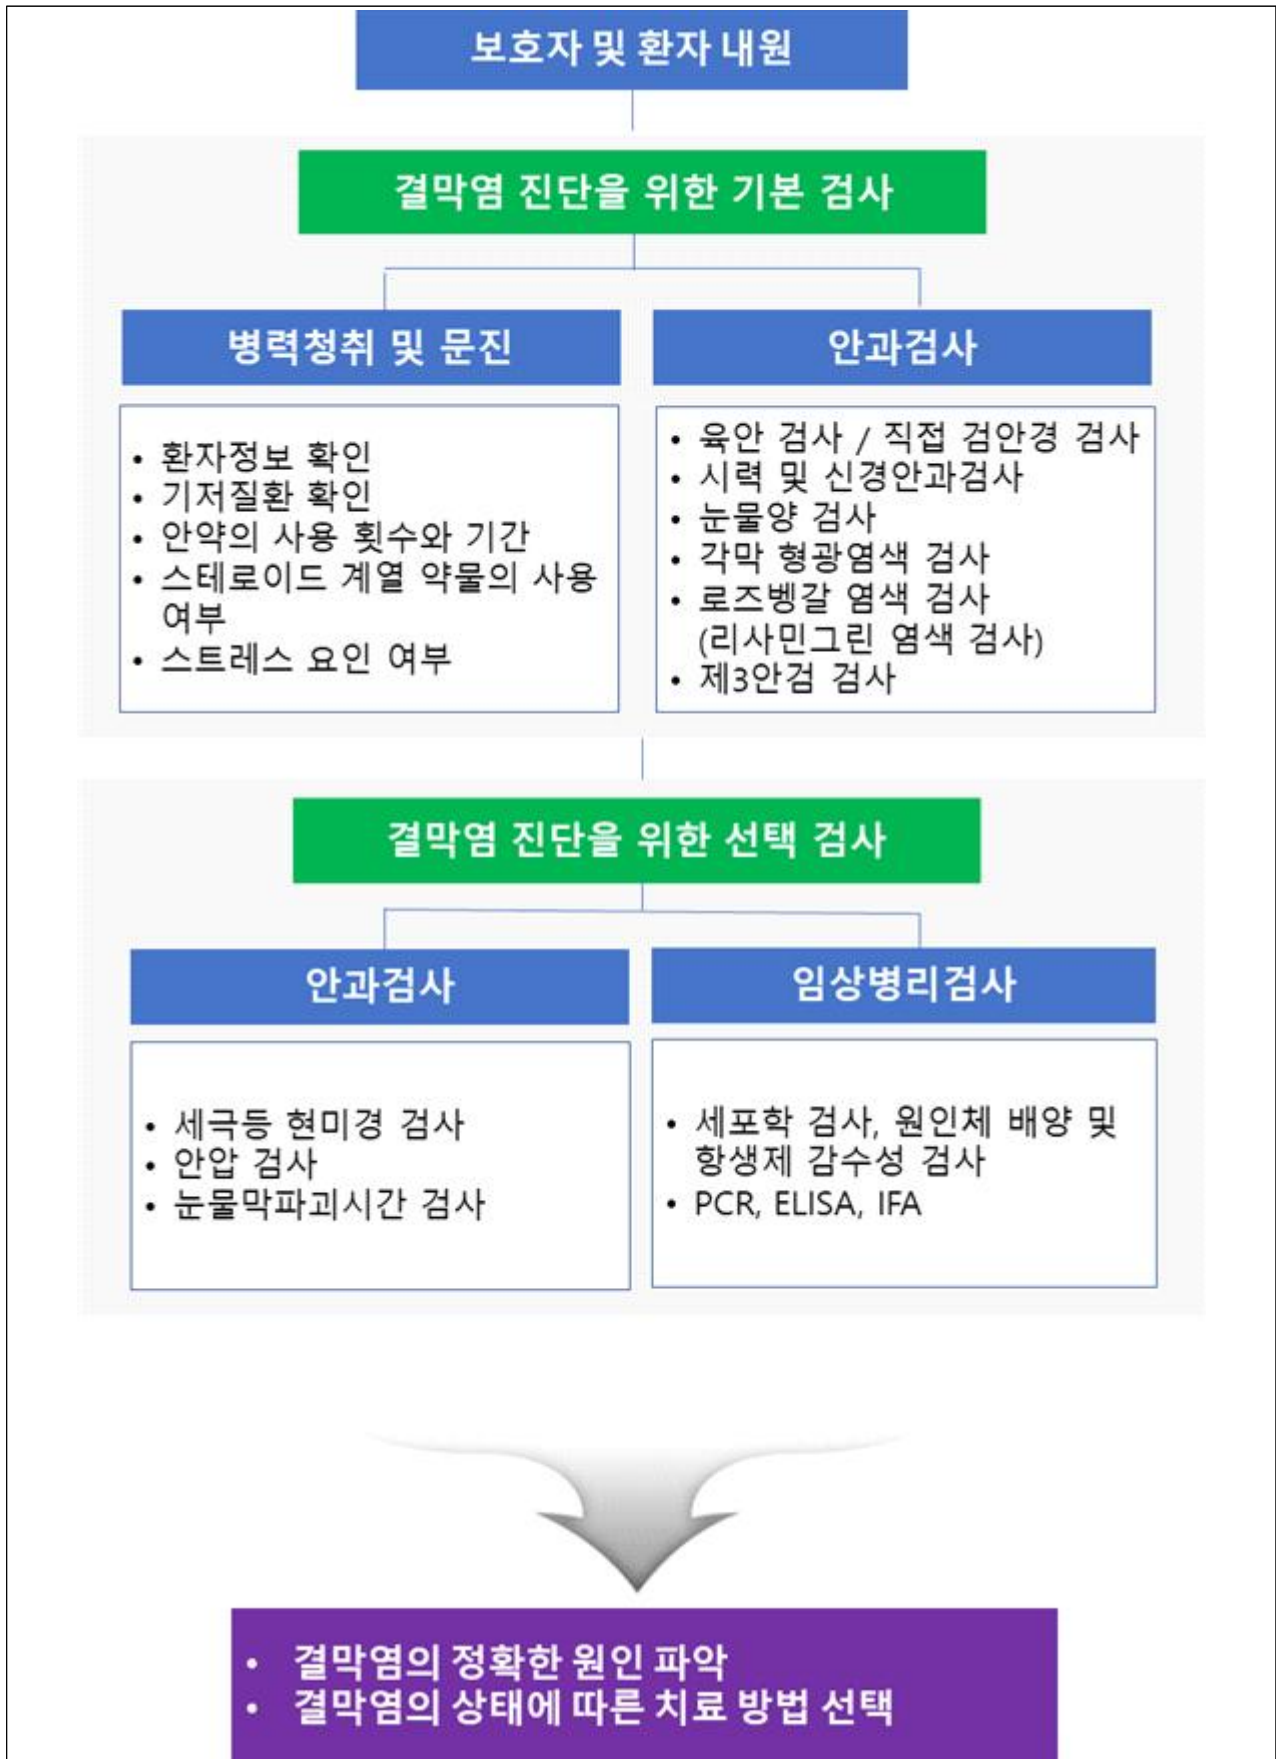 보호자 및 환자 내원
결막염 진단을 위한 기본 검사
병력청취 및 문진
• 환자정보 확인
• 기저질환 확인
• 안약의 사용 횟수와 기간
• 스테로이드 계열 약물의 사용
여부
• 스트레스 요인 여부
안과검사
• 육안 검사 / 직접 검안경 검사
• 시력 및 신경안과검사
• 눈물양 검사
• 각막 형광염색 검사
• 로즈벵갈 염색 검사
(리사민그린 염색 검사)
• 제3안검 검사
결막염 진단을 위한 선택 검사
안과검사
• 세극등 현미경 검사
• 안압 검사
• 눈물막파괴시간 검사
임상병리검사
• 세포학 검사, 원인체 배양 및
항생제 감수성 검사
• PCR, ELISA, IFA
• 결막염의 정확한 원인 파악
• 결막염의 상태에 따른 치료 방법 선택